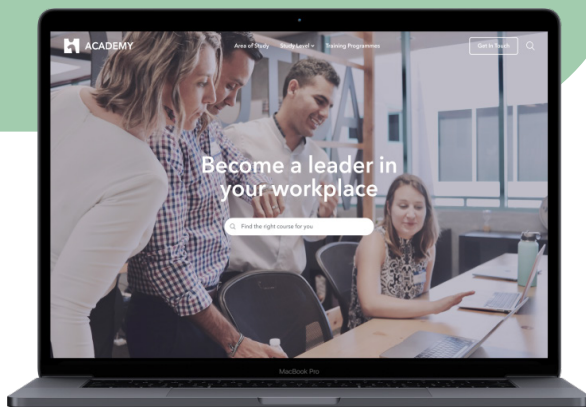 ACADEMY
Area of Study Study Level Training Programmes Get In Touch
Become a leader in
your workplace
Find the right course for you
MacBook Pro